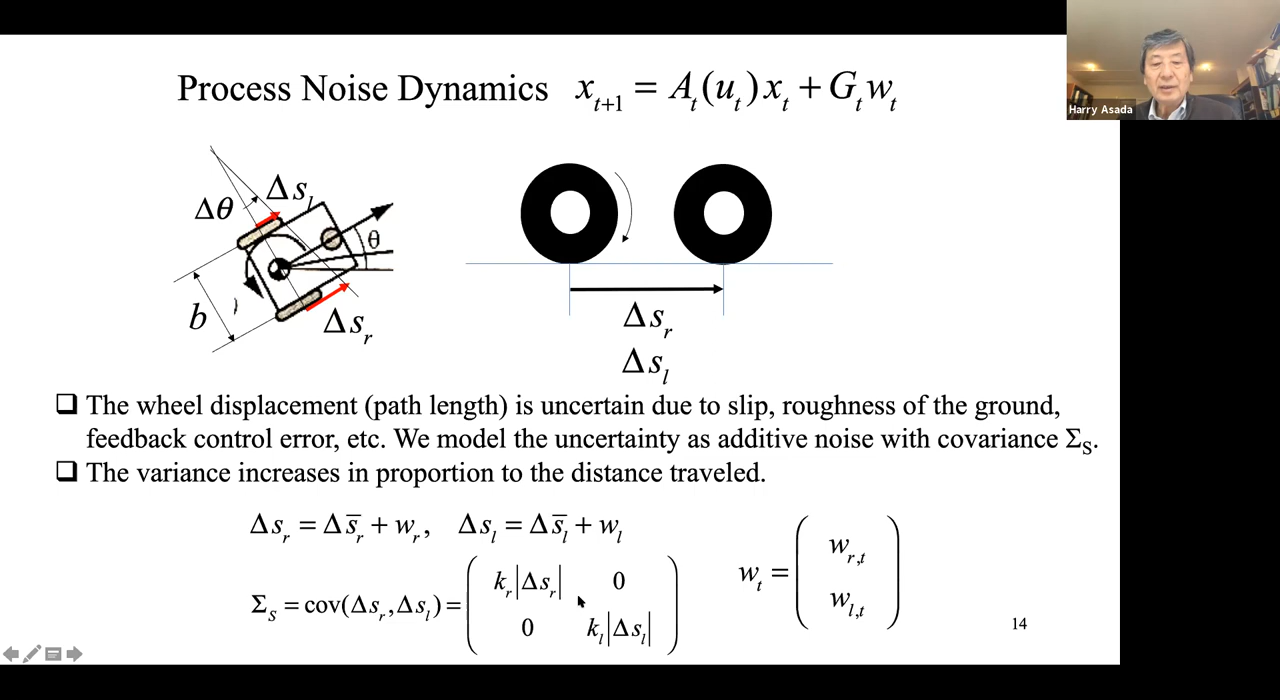 Process Noise Dynamics x_{t+1} = A_t(u_t)x_t + G_t w_t
Harry Asada
Δθ
Δs_l
θ
b
Δs_r
Δs_r
Δs_l
❑ The wheel displacement (path length) is uncertain due to slip, roughness of the ground,
feedback control error, etc. We model the uncertainty as additive noise with covariance Σ_S.
❑ The variance increases in proportion to the distance traveled.
Δs_r = Δs̅_r + w_r, Δs_l = Δs̅_l + w_l
Σ_S = cov(Δs_r, Δs_l) = ( k_r|Δs_r| 0
0 k_l|Δs_l| )
w_t = ( w_{r,t}
w_{l,t} )
14